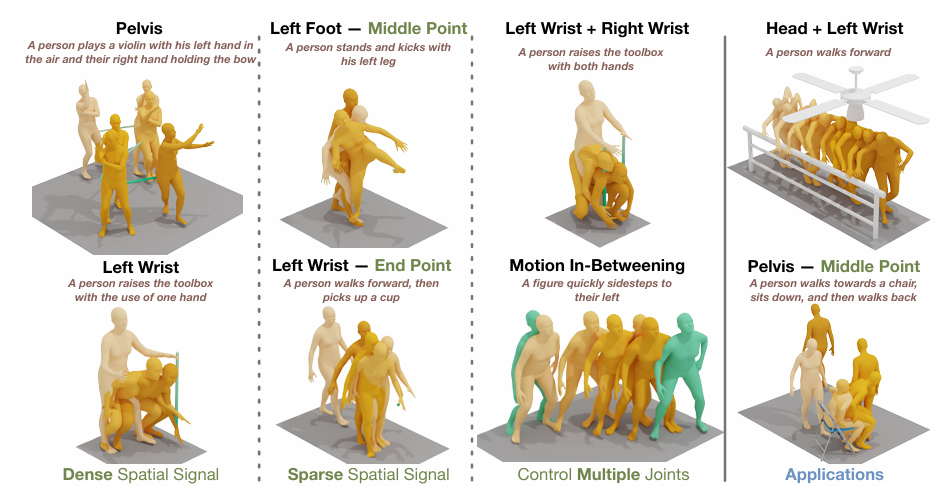 Pelvis
A person plays a violin with his left hand in
the air and their right hand holding the bow
Left Wrist
A person raises the toolbox
with the use of one hand
Dense Spatial Signal
Left Foot — Middle Point
A person stands and kicks with
his left leg
Left Wrist — End Point
A person walks forward, then
picks up a cup
Sparse Spatial Signal
Left Wrist + Right Wrist
A person raises the toolbox
with both hands
Motion In-Betweening
A figure quickly sidesteps to
their left
Control Multiple Joints
Head + Left Wrist
A person walks forward
Pelvis — Middle Point
A person walks towards a chair,
sits down, and then walks back
Applications